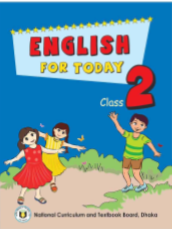 ENGLISH
FOR TODAY
Class 2
National Curriculum and Textbook Board, Dhaka